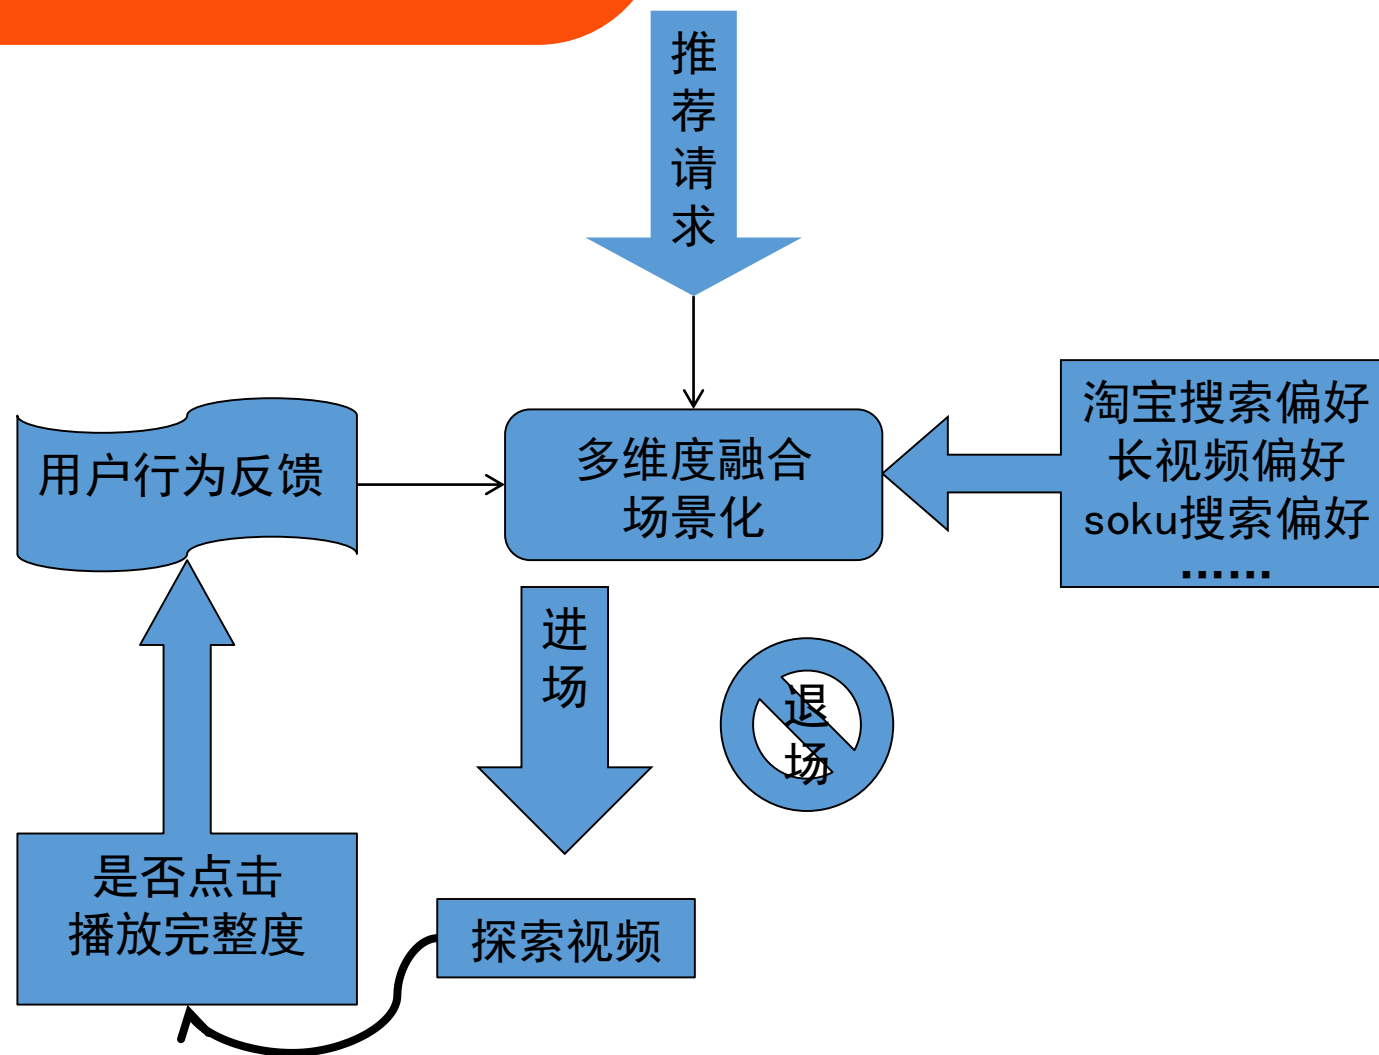 推荐请求
用户行为反馈
多维度融合
场景化
淘宝搜索偏好
长视频偏好
soku搜索偏好
......
进场
退场
是否点击
播放完整度
探索视频